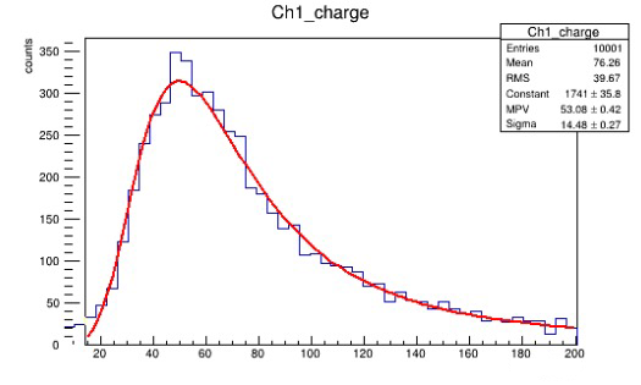 Ch1_charge
Ch1_charge
Entries 10001
Mean 76.26
RMS 39.67
Constant 1741 ± 35.8
MPV 53.08 ± 0.42
Sigma 14.48 ± 0.27
counts
350
300
250
200
150
100
50
0
20 40 60 80 100 120 140 160 180 200